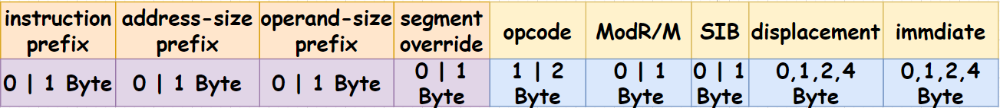 instruction prefix
address-size prefix
operand-size prefix
segment override
opcode
ModR/M
SIB
displacement
immdiate
0 | 1 Byte
0 | 1 Byte
0 | 1 Byte
0 | 1 Byte
1 | 2 Byte
0 | 1 Byte
0 | 1 Byte
0,1,2,4 Byte
0,1,2,4 Byte